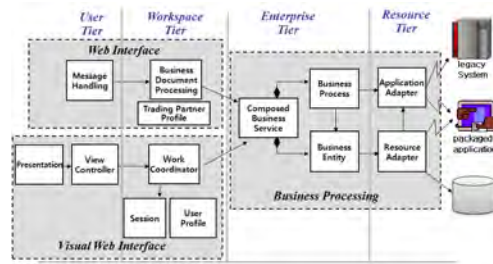 User
Tier
Workspace
Tier
Enterprise
Tier
Resource
Tier
Web Interface
Message
Handling
Business
Document
Processing
Trading Partner
Profile
Composed
Business
Service
Business
Process
Application
Adapter
legacy
System
Presentation
View
Controller
Work
Coordinator
Business
Entity
Resource
Adapter
packaged
application
Session
User
Profile
Business Processing
Visual Web Interface